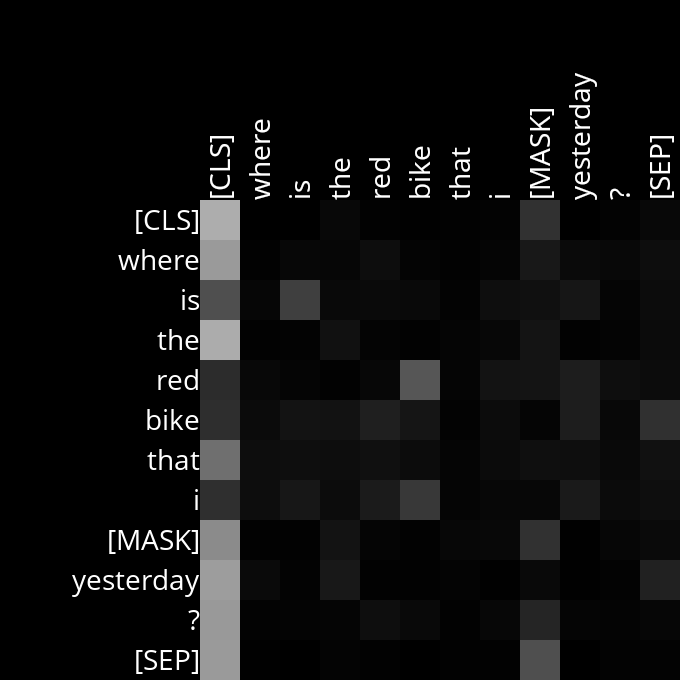 [CLS] where is the red bike that i [MASK] yesterday ? [SEP]
[CLS]
where
is
the
red
bike
that
i
[MASK]
yesterday
?
[SEP]